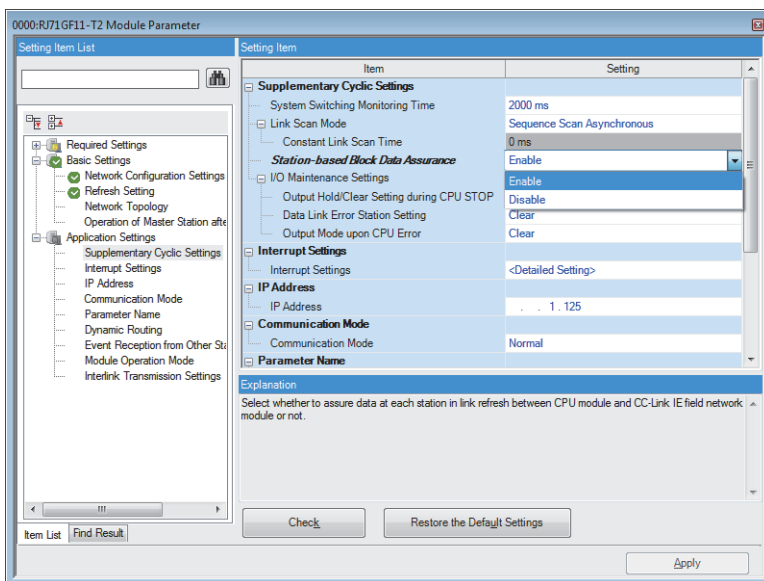 0000:RJ71GF11-T2 Module Parameter
Setting Item List
Required Settings
Basic Settings
Network Configuration Settings
Refresh Setting
Network Topology
Operation of Master Station afte
Application Settings
Supplementary Cyclic Settings
Interrupt Settings
IP Address
Communication Mode
Parameter Name
Dynamic Routing
Event Reception from Other Sta
Module Operation Mode
Interlink Transmission Settings
Item List Find Result
Setting Item
Item Setting
Supplementary Cyclic Settings
System Switching Monitoring Time 2000 ms
Link Scan Mode Sequence Scan Asynchronous
Constant Link Scan Time 0 ms
Station-based Block Data Assurance Enable
Enable
Disable
I/O Maintenance Settings
Output Hold/Clear Setting during CPU STOP
Data Link Error Station Setting Clear
Output Mode upon CPU Error Clear
Interrupt Settings
Interrupt Settings <Detailed Setting>
IP Address
IP Address . . 1 . 125
Communication Mode
Communication Mode Normal
Parameter Name
Explanation
Select whether to assure data at each station in link refresh between CPU module and CC-Link IE field network
module or not.
Check Restore the Default Settings
Apply